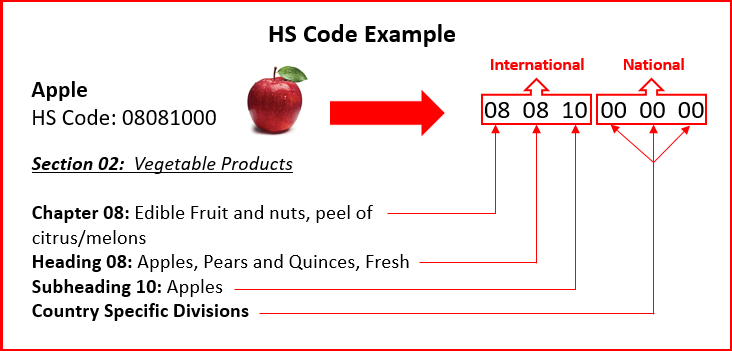 HS Code Example
International National
Apple
HS Code: 08081000
08 08 10 00 00 00
Section 02: Vegetable Products
Chapter 08: Edible Fruit and nuts, peel of
citrus/melons
Heading 08: Apples, Pears and Quinces, Fresh
Subheading 10: Apples
Country Specific Divisions